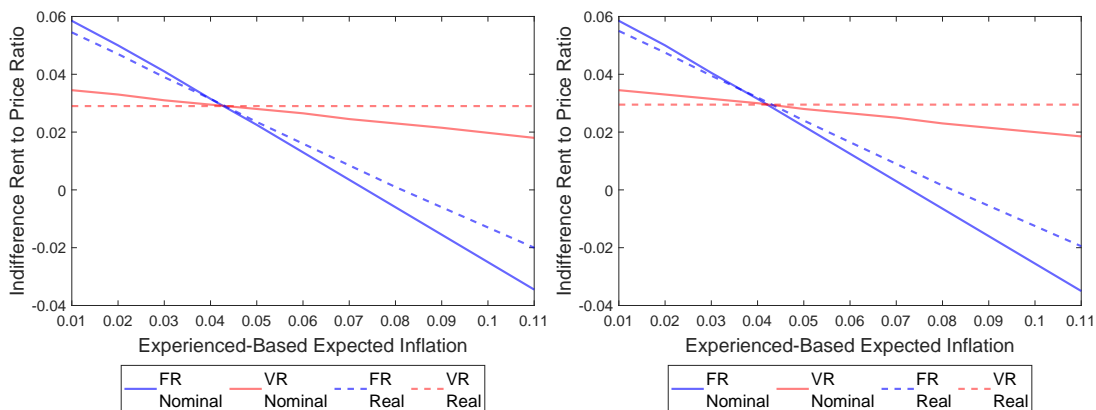 0.06
0.04
0.02
0
-0.02
-0.04
Indifference Rent to Price Ratio
0.01 0.02 0.03 0.04 0.05 0.06 0.07 0.08 0.09 0.1 0.11
Experienced-Based Expected Inflation
FR Nominal
VR Nominal
FR Real
VR Real
0.06
0.04
0.02
0
-0.02
-0.04
Indifference Rent to Price Ratio
0.01 0.02 0.03 0.04 0.05 0.06 0.07 0.08 0.09 0.1 0.11
Experienced-Based Expected Inflation
FR Nominal
VR Nominal
FR Real
VR Real